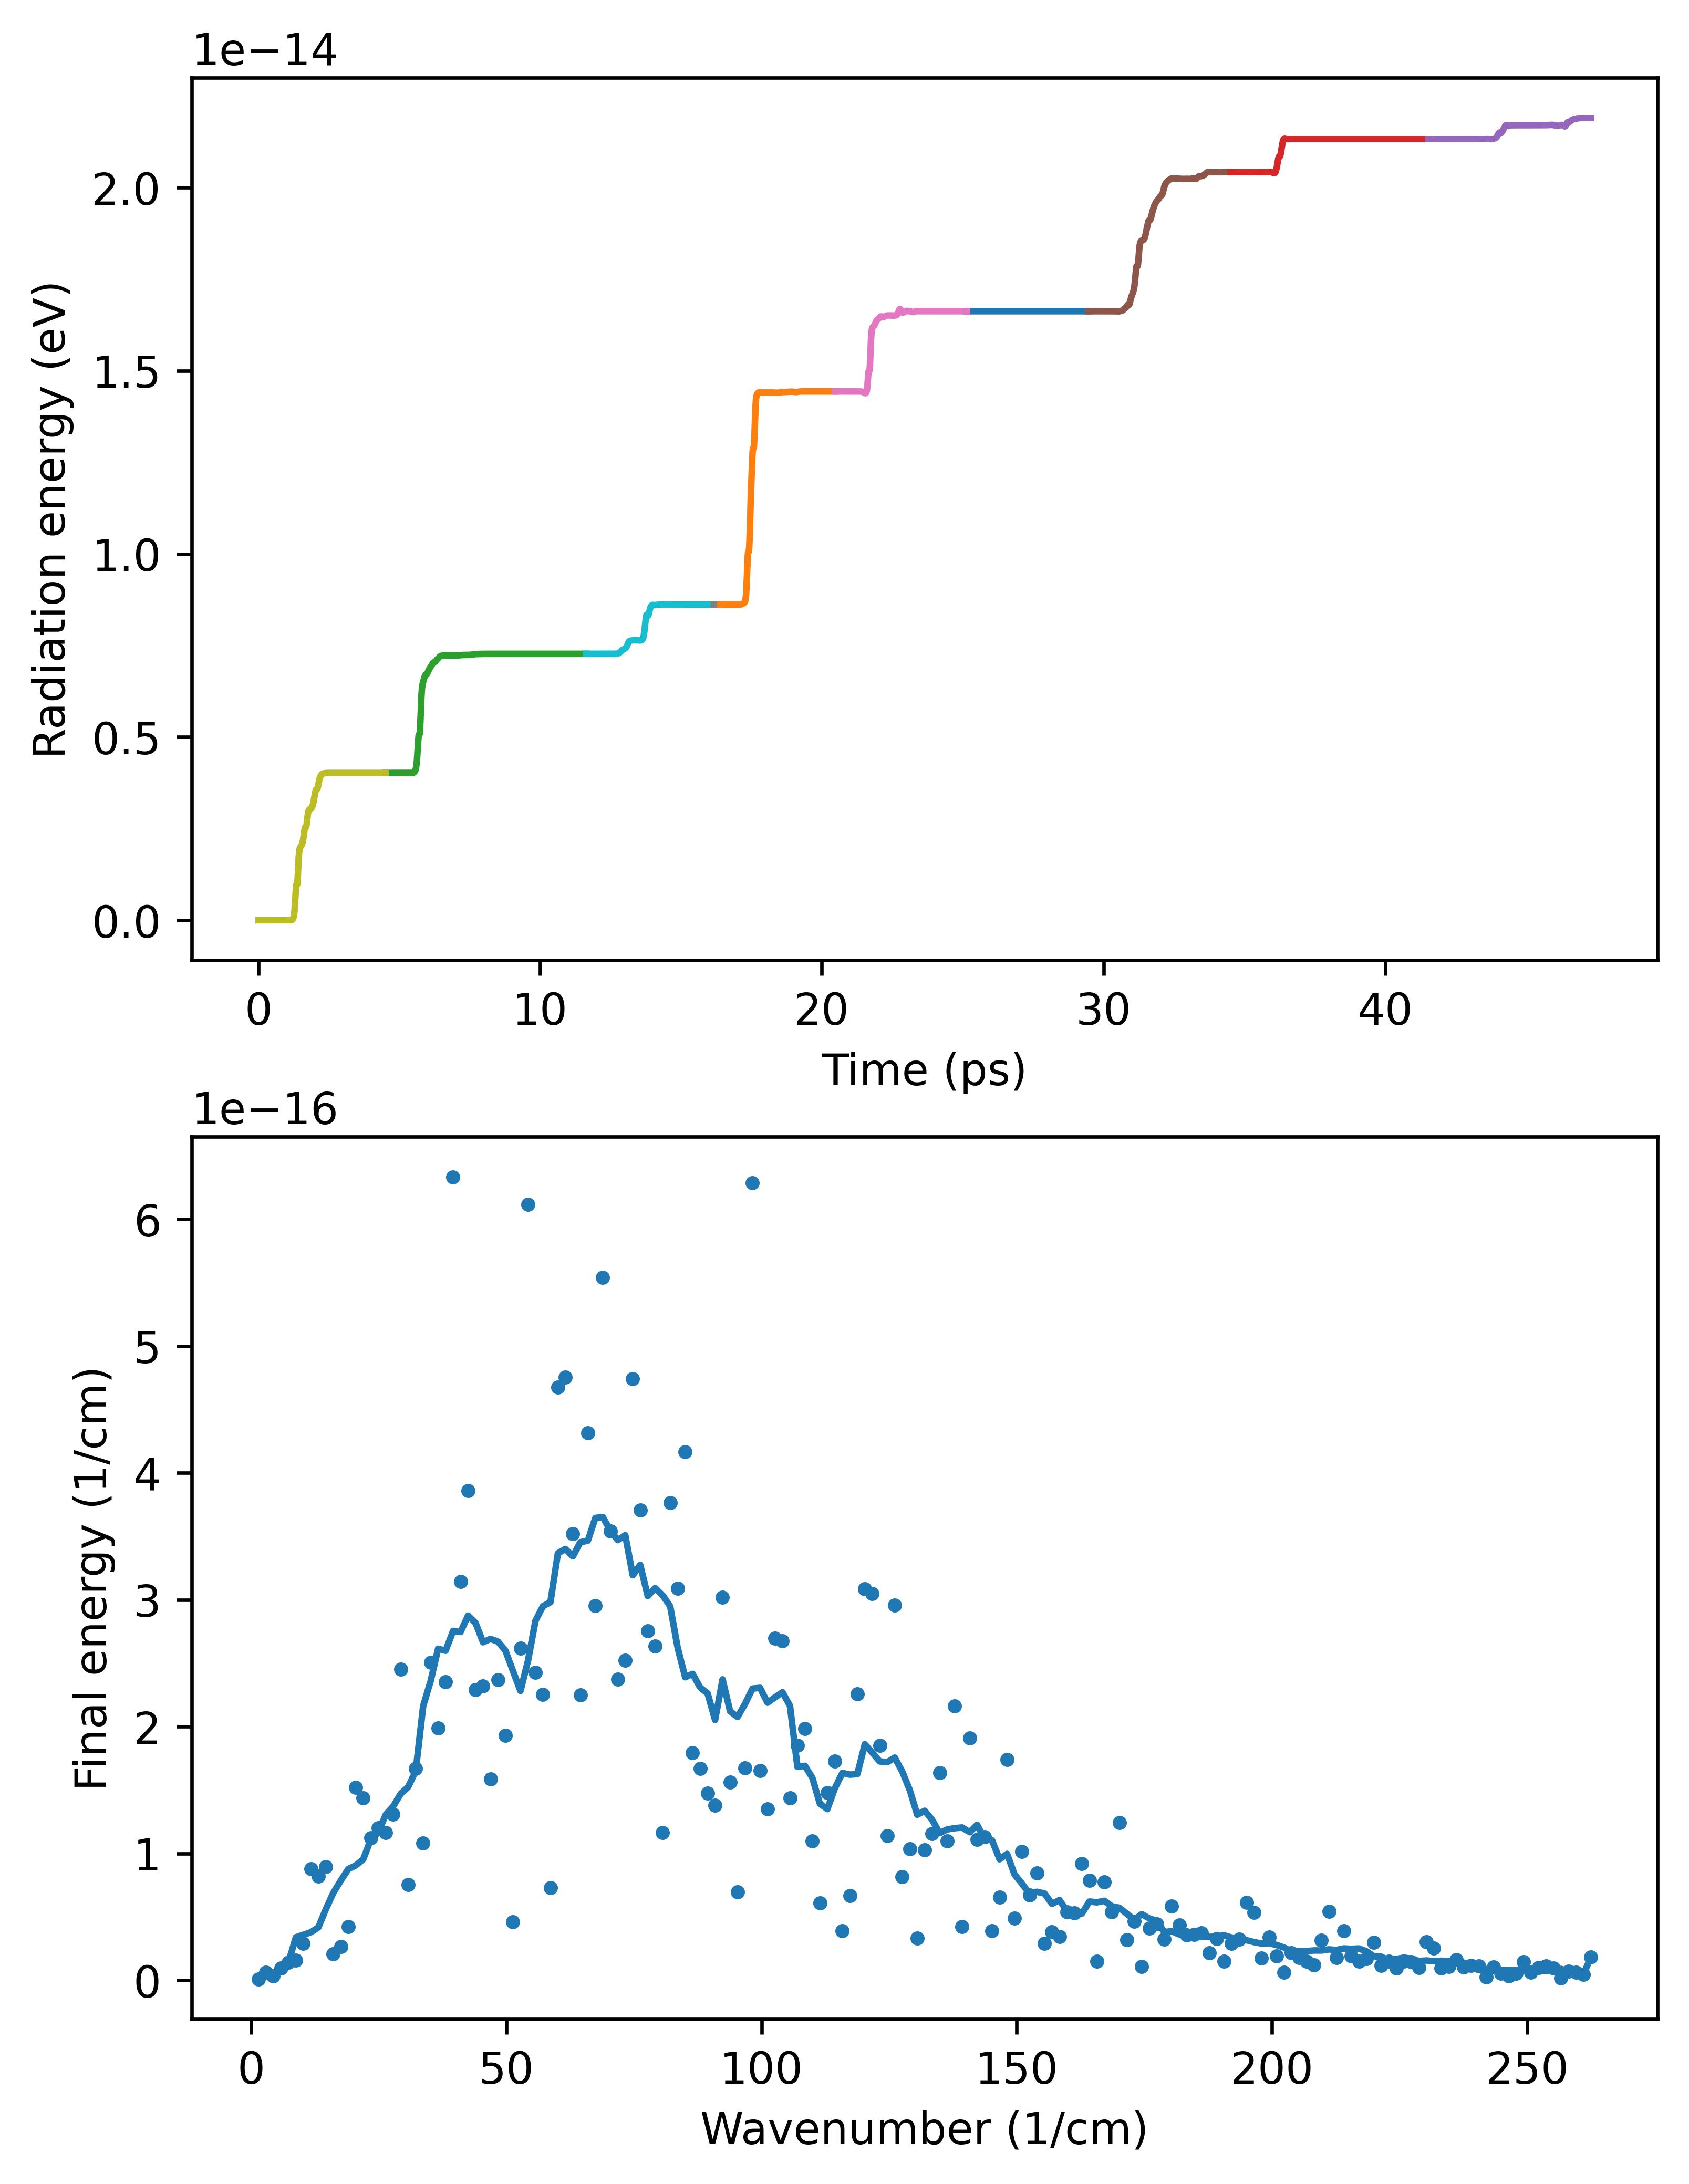 1e−14
2.0
1.5
1.0
0.5
0.0
Radiation energy (eV)
0 10 20 30 40
Time (ps)
1e−16
6
5
4
3
2
1
0
Final energy (1/cm)
0 50 100 150 200 250
Wavenumber (1/cm)